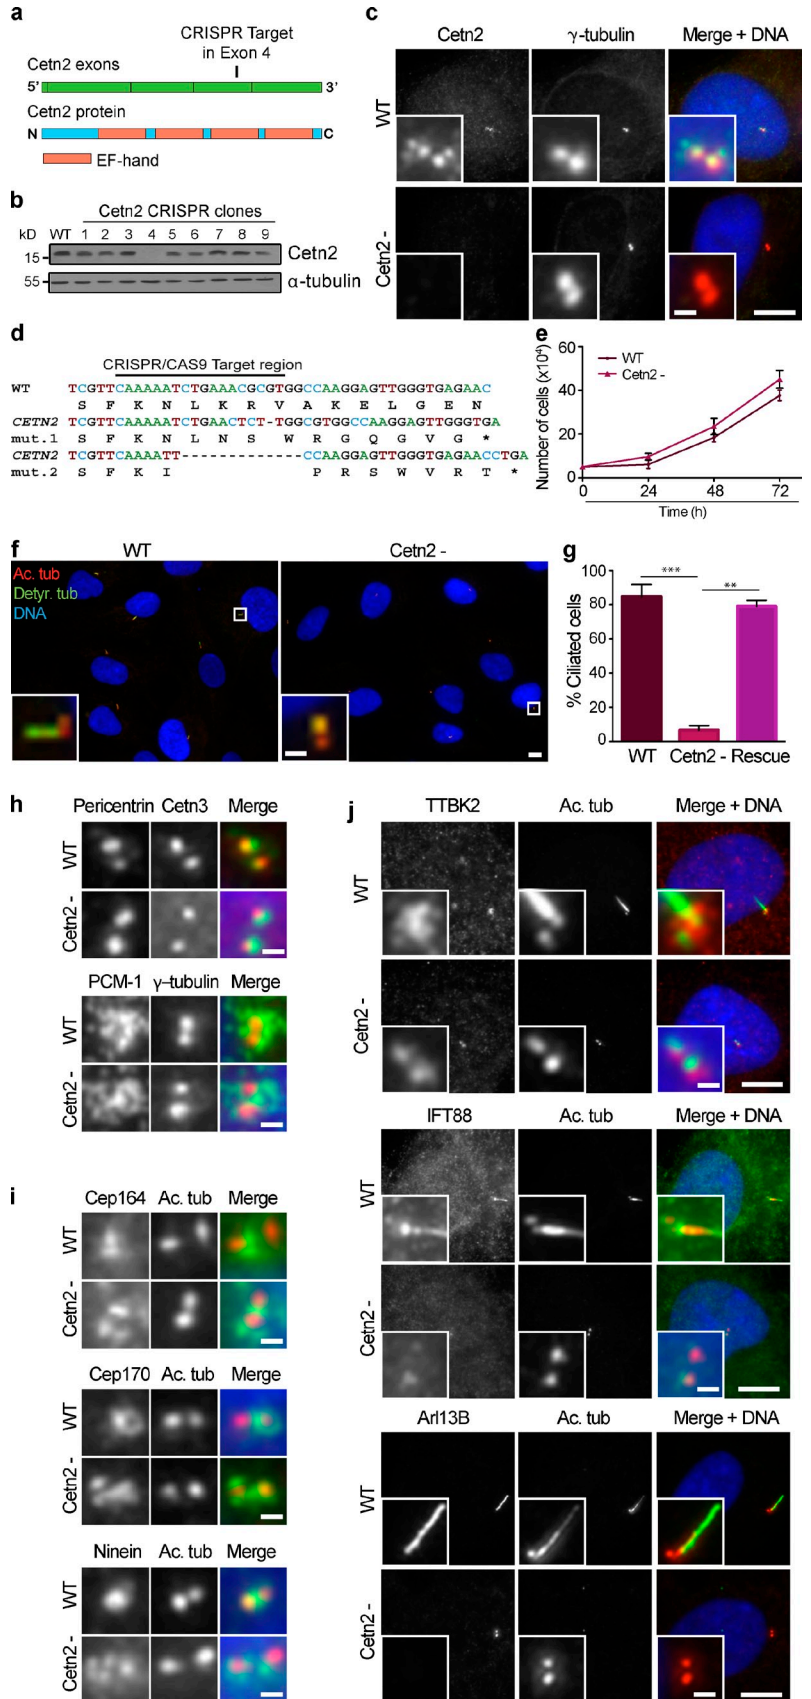 a
CRISPR Target
in Exon 4
Cetn2 exons
5' 3'
Cetn2 protein
N C
EF-hand
b
Cetn2 CRISPR clones
kD WT 1 2 3 4 5 6 7 8 9
15 Cetn2
55 α-tubulin
c
Cetn2 γ-tubulin Merge + DNA
WT
Cetn2 -
d
CRISPR/CAS9 Target region
WT TCGTTCAAAAATCTGAAACGCGTGGCCAAGGAGTTGGGTGAGAAC
S F K N L K R V A K E L G E N
CETN2 TCGTTCAAAAATCTGAACTCT-TGGCGTGGCCAAGGAGTTGGGTGA
mut.1 S F K N L N S W R G Q G V G *
CETN2 TCGTTCAAAATT------------CCAAGGAGTTGGGTGAGAACCTGA
mut.2 S F K I P R S W V R T *
e
Number of cells (x10⁴)
60
40
20
0
WT
Cetn2 -
0 24 48 72
Time (h)
f
WT Cetn2 -
Ac. tub
Detyr. tub
DNA
g
% Ciliated cells
100
80
60
40
20
0
*** **
WT Cetn2 - Rescue
h
Pericentrin Cetn3 Merge
WT
Cetn2 -
PCM-1 γ-tubulin Merge
WT
Cetn2 -
i
Cep164 Ac. tub Merge
WT
Cetn2 -
Cep170 Ac. tub Merge
WT
Cetn2 -
Ninein Ac. tub Merge
WT
Cetn2 -
j
TTBK2 Ac. tub Merge + DNA
WT
Cetn2 -
IFT88 Ac. tub Merge + DNA
WT
Cetn2 -
Arl13B Ac. tub Merge + DNA
WT
Cetn2 -